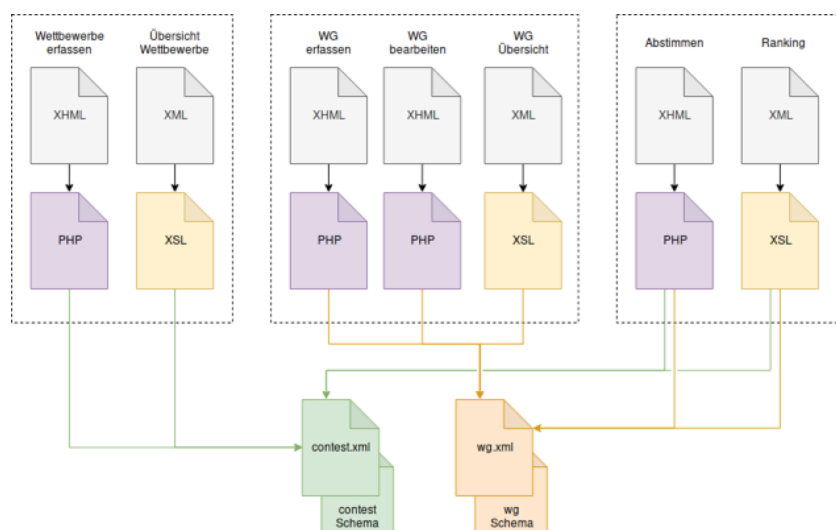 Wettbewerbe
erfassen
Übersicht
Wettbewerbe
WG
erfassen
WG
bearbeiten
WG
Übersicht
Abstimmen
Ranking
XHML
XML
XHML
XHML
XML
XHML
XML
PHP
XSL
PHP
PHP
XSL
PHP
XSL
contest.xml
wg.xml
contest
Schema
wg
Schema